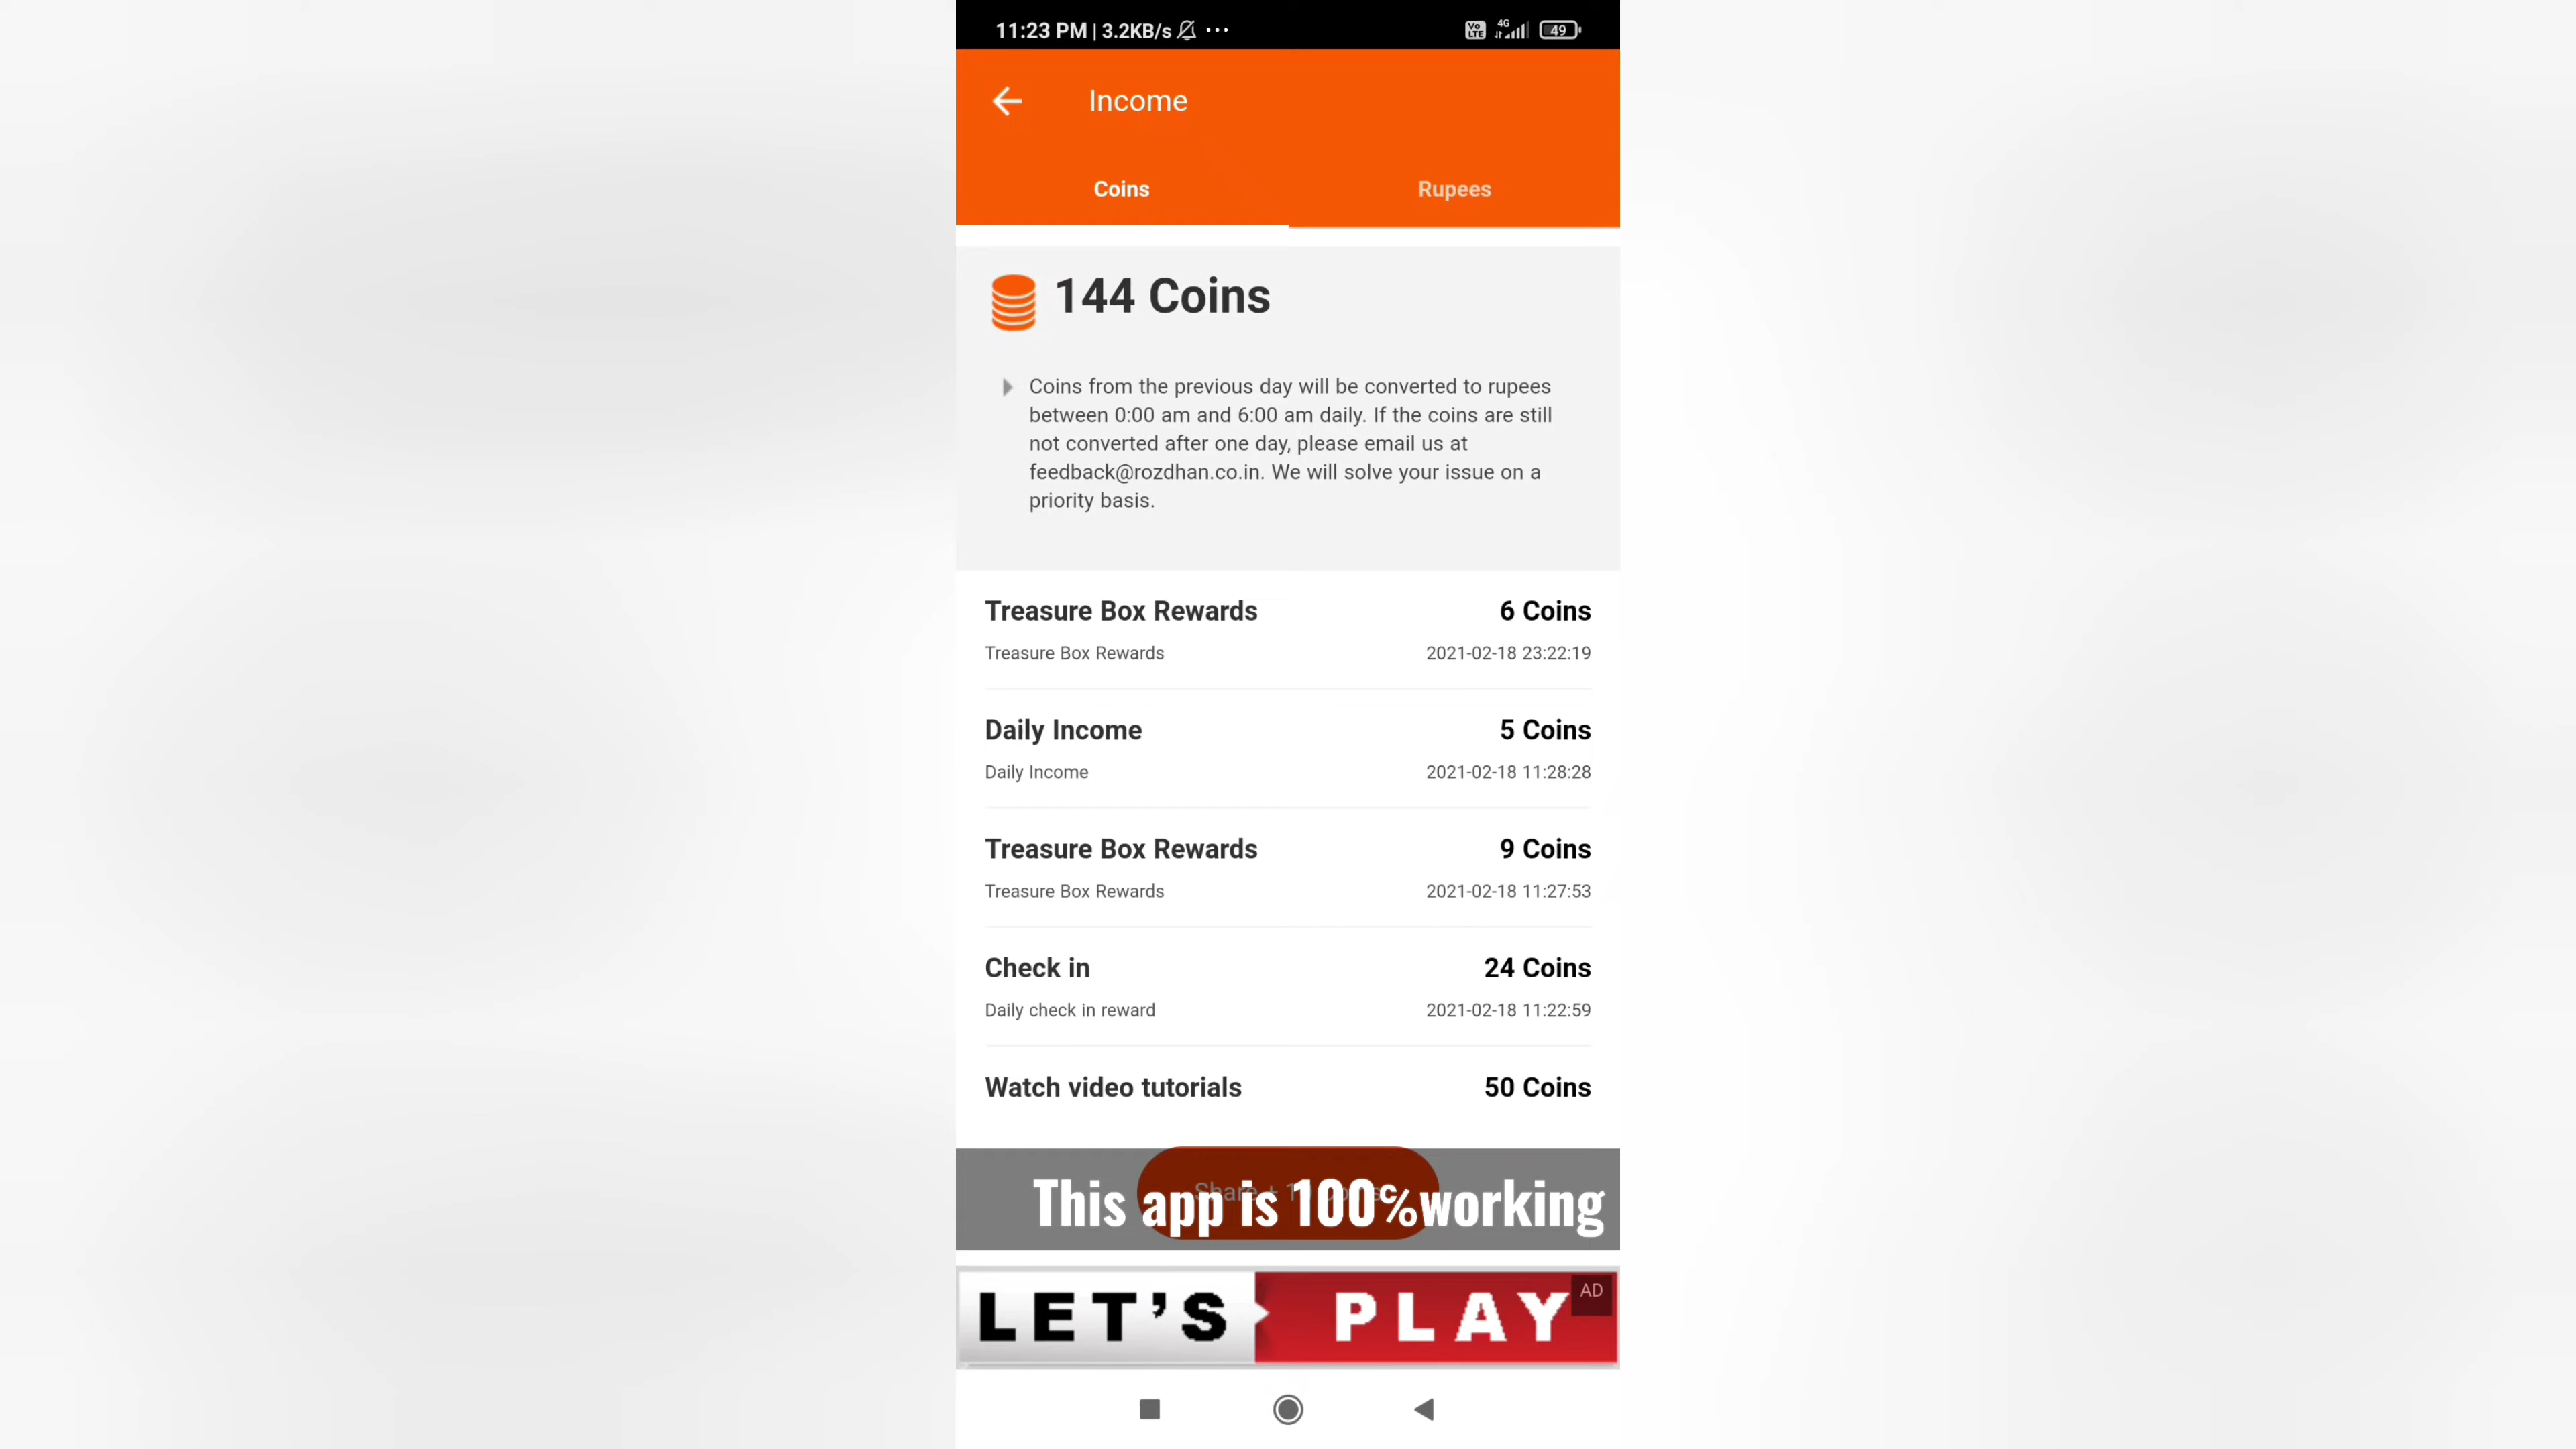 11:23 PM | 3.2KB/s
Vo LTE 4G 49
Income
Coins Rupees
144 Coins
Coins from the previous day will be converted to rupees
between 0:00 am and 6:00 am daily. If the coins are still
not converted after one day, please email us at
feedback@rozdhan.co.in. We will solve your issue on a
priority basis.
Treasure Box Rewards 6 Coins
Treasure Box Rewards 2021-02-18 23:22:19
Daily Income 5 Coins
Daily Income 2021-02-18 11:28:28
Treasure Box Rewards 9 Coins
Treasure Box Rewards 2021-02-18 11:27:53
Check in 24 Coins
Daily check in reward 2021-02-18 11:22:59
Watch video tutorials 50 Coins
Share +
This app is 100℅working
LET'S PLAY
AD